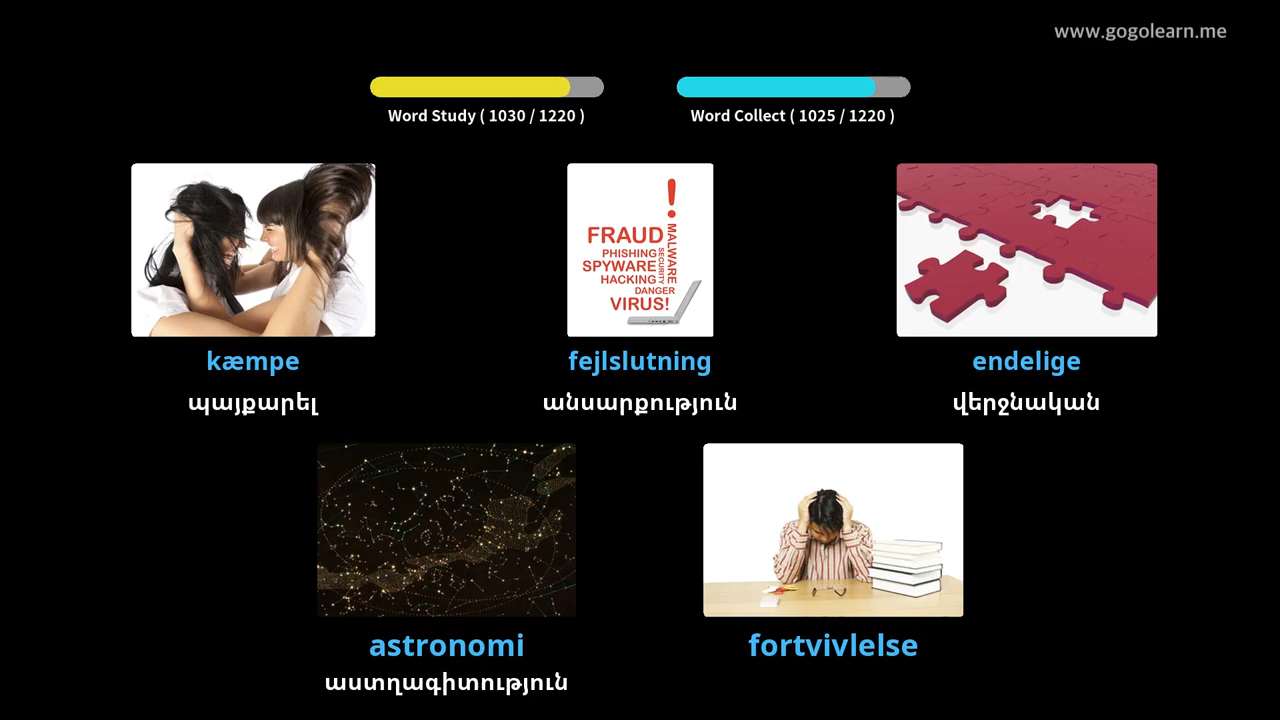 www.gogolearn.me
Word Study ( 1030 / 1220 )
Word Collect ( 1025 / 1220 )
!
FRAUD
MALWARE
SECURITY
PHISHING
SPYWARE
HACKING
DANGER
VIRUS!
kæmpe
պայքարել
fejlslutning
անսարքություն
endelige
վերջնական
astronomi
աստղագիտություն
fortvivlelse